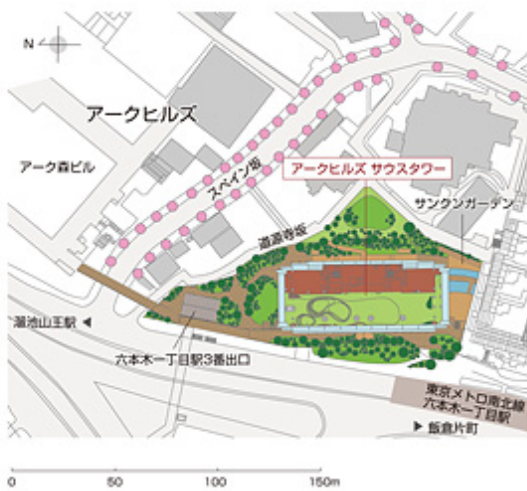 N
アークヒルズ
アーク森ビル
スペイン坂
アークヒルズ サウスタワー
サンクンガーデン
道源寺坂
溜池山王駅 ◀
六本木一丁目駅3番出口
東京メトロ南北線
六本木一丁目駅
▶ 飯倉片町
0 50 100 150m